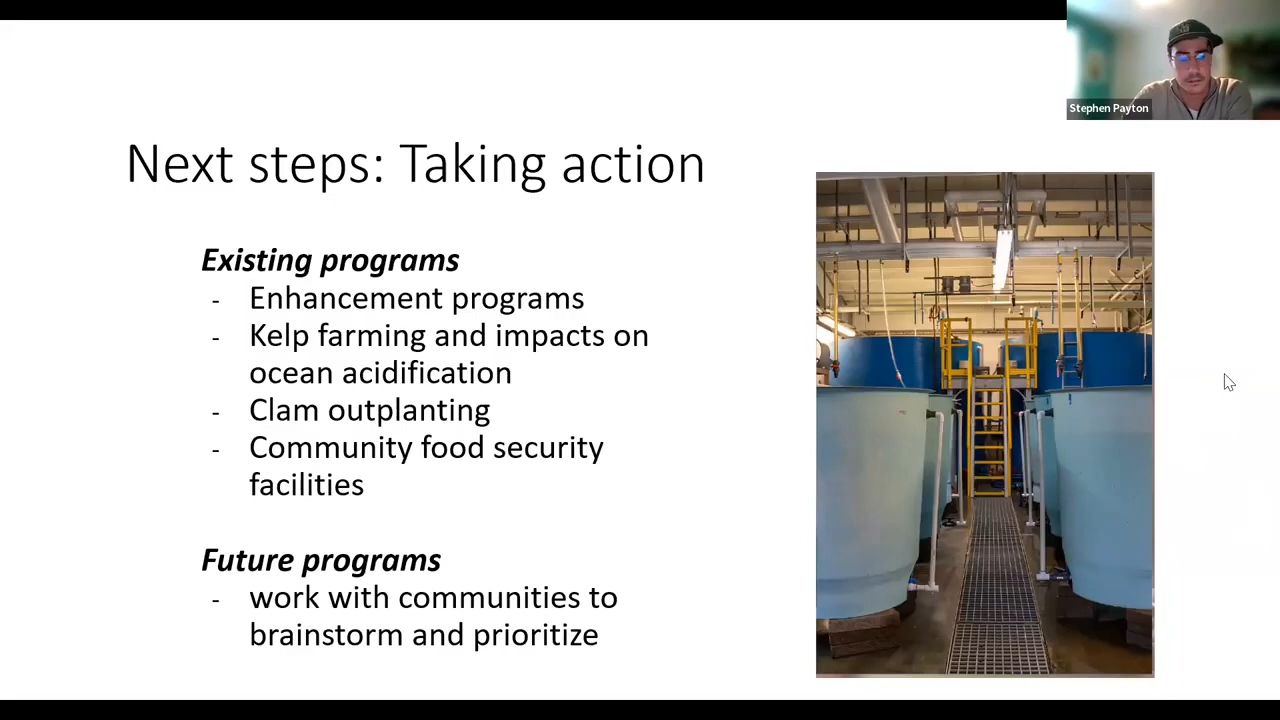 Stephen Payton
Next steps: Taking action
Existing programs
- Enhancement programs
- Kelp farming and impacts on
ocean acidification
- Clam outplanting
- Community food security
facilities
Future programs
- work with communities to
brainstorm and prioritize